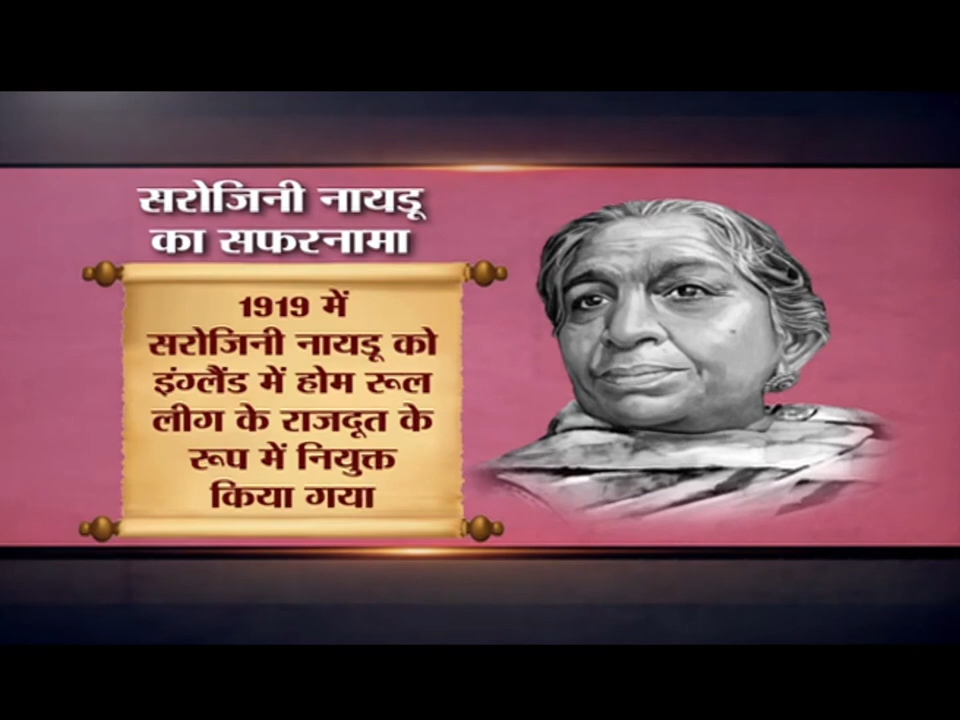 सरोजिनी नायडू
का सफरनामा
1919 में
सरोजिनी नायडू को
इंग्लैंड में होम रूल
लीग के राजदूत के
रूप में नियुक्त
किया गया